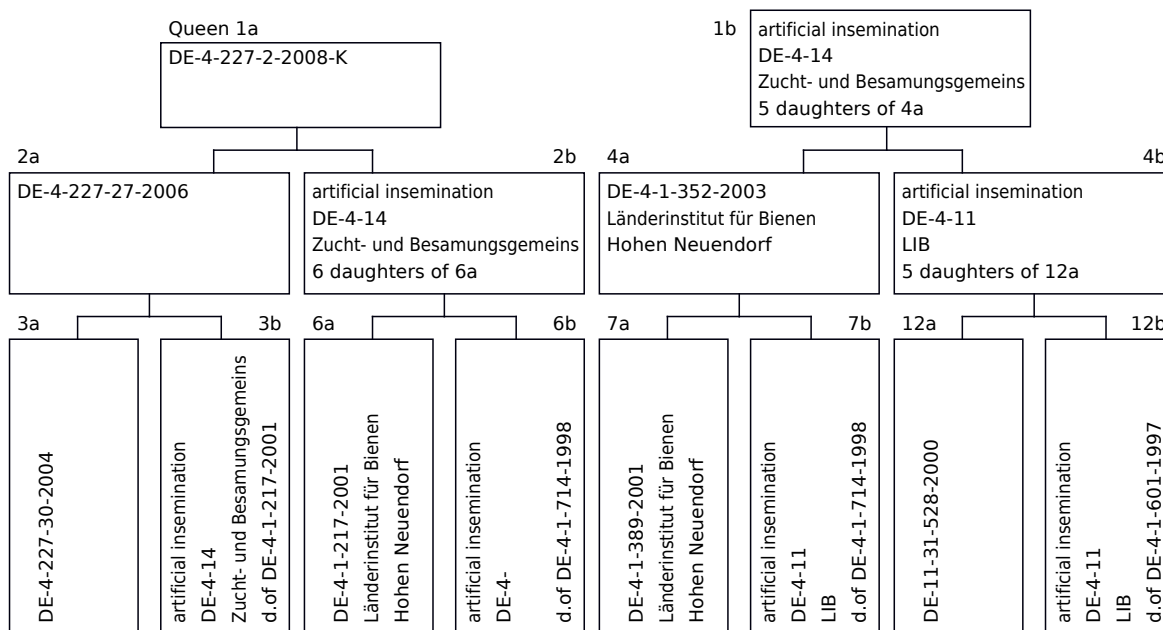 Queen 1a
DE-4-227-2-2008-K
1b
artificial insemination
DE-4-14
Zucht- und Besamungsgemeins
5 daughters of 4a
2a
DE-4-227-27-2006
2b
artificial insemination
DE-4-14
Zucht- und Besamungsgemeins
6 daughters of 6a
4a
DE-4-1-352-2003
Länderinstitut für Bienen
Hohen Neuendorf
4b
artificial insemination
DE-4-11
LIB
5 daughters of 12a
3a
DE-4-227-30-2004
3b
artificial insemination
DE-4-14
Zucht- und Besamungsgemeins
d.of DE-4-1-217-2001
6a
DE-4-1-217-2001
Länderinstitut für Bienen
Hohen Neuendorf
6b
artificial insemination
DE-4-
d.of DE-4-1-714-1998
7a
DE-4-1-389-2001
Länderinstitut für Bienen
Hohen Neuendorf
7b
artificial insemination
DE-4-11
LIB
d.of DE-4-1-714-1998
12a
DE-11-31-528-2000
12b
artificial insemination
DE-4-11
LIB
d.of DE-4-1-601-1997